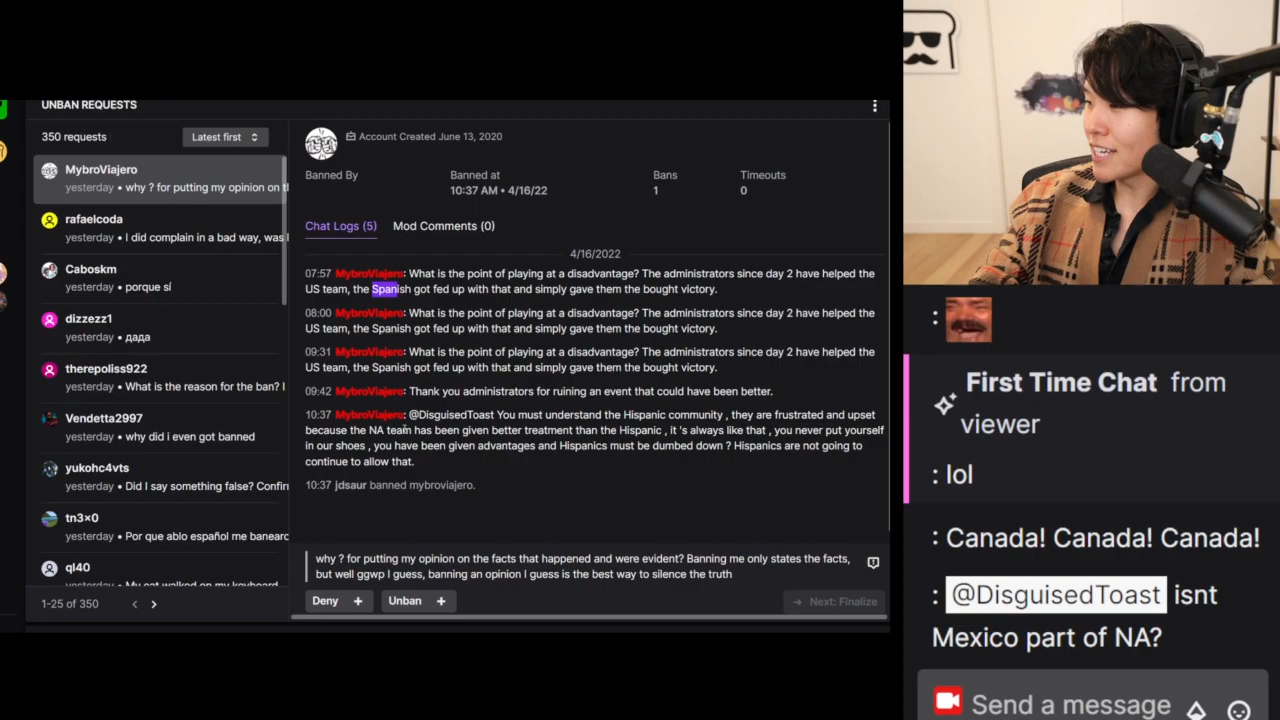 UNBAN REQUESTS
350 requests
Latest first
MybroViajero
yesterday • why ? for putting my opinion on th
rafaelcoda
yesterday • I did complain in a bad way, was
Caboskm
yesterday • porque sí
dizzezz1
yesterday • дада
therepoliss922
yesterday • What is the reason for the ban? I
Vendetta2997
yesterday • why did i even got banned
yukohc4vts
yesterday • Did I say something false? Confir
tn3x0
yesterday • Por que ablo español me banearo
ql40
yesterday • My cat walked on my keyboard
1-25 of 350
Account Created June 13, 2020
Banned By
Banned at
Bans
Timeouts
10:37 AM • 4/16/22
1
0
Chat Logs (5)
Mod Comments (0)
4/16/2022
07:57 MybroViajero: What is the point of playing at a disadvantage? The administrators since day 2 have helped the
US team, the Spanish got fed up with that and simply gave them the bought victory.
08:00 MybroViajero: What is the point of playing at a disadvantage? The administrators since day 2 have helped the
US team, the Spanish got fed up with that and simply gave them the bought victory.
09:31 MybroViajero: What is the point of playing at a disadvantage? The administrators since day 2 have helped the
US team, the Spanish got fed up with that and simply gave them the bought victory.
09:42 MybroViajero: Thank you administrators for ruining an event that could have been better.
10:37 MybroViajero: @DisguisedToast You must understand the Hispanic community , they are frustrated and upset
because the NA team has been given better treatment than the Hispanic , it 's always like that , you never put yourself
in our shoes , you have been given advantages and Hispanics must be dumbed down ? Hispanics are not going to
continue to allow that.
10:37 jdsaur banned mybroviajero.
why ? for putting my opinion on the facts that happened and were evident? Banning me only states the facts,
but well ggwp I guess, banning an opinion I guess is the best way to silence the truth
Deny +
Unban +
Next: Finalize
:
First Time Chat from
viewer
: lol
: Canada! Canada! Canada!
: @DisguisedToast isnt
Mexico part of NA?
Send a message